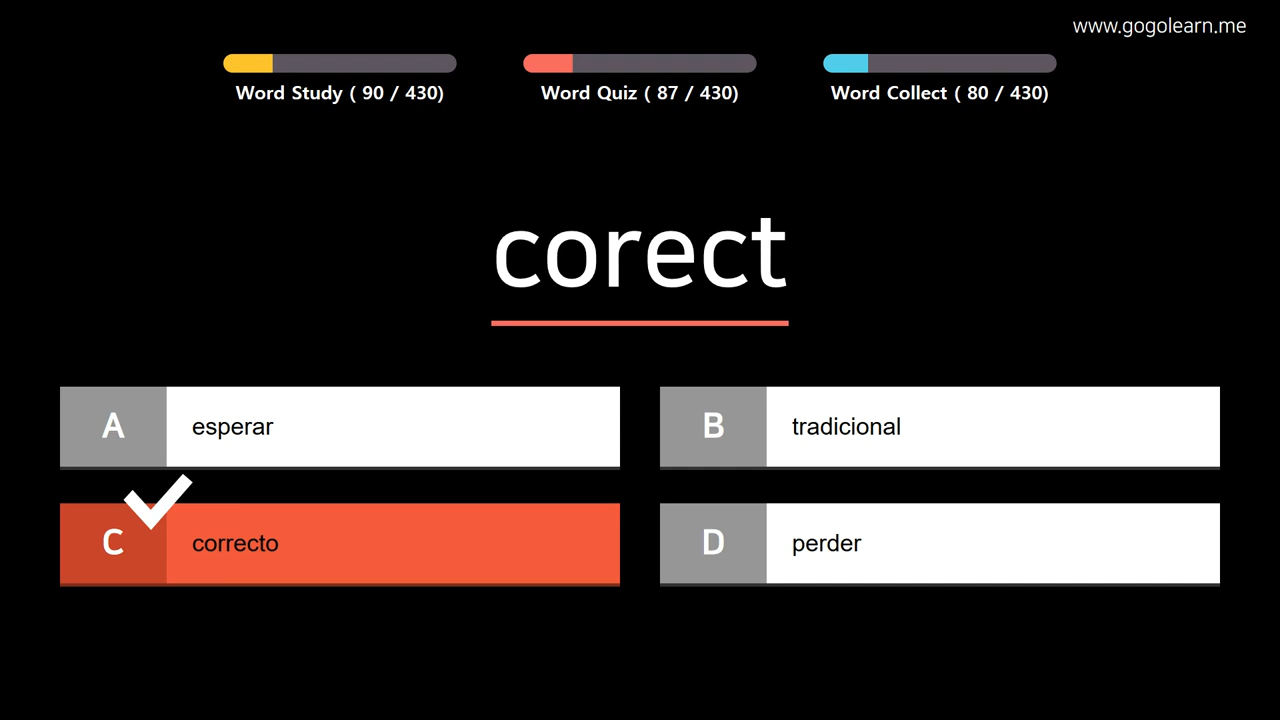 www.gogolearn.me
Word Study ( 90 / 430)
Word Quiz ( 87 / 430)
Word Collect ( 80 / 430)
corect
A
esperar
B
tradicional
C
correcto
D
perder